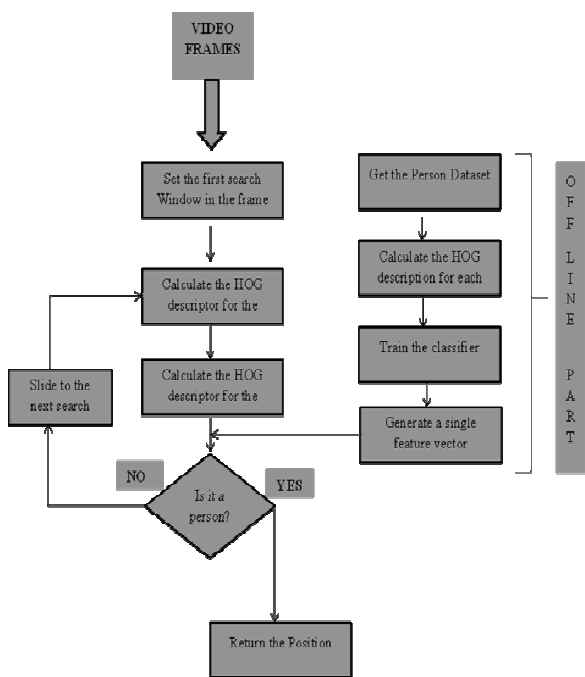 VIDEO
FRAMES
Set the first search
Window in the frame
Calculate the HOG
descriptor for the
Calculate the HOG
descriptor for the
Slide to the
next search
NO
YES
Is it a
person?
Return the Position
Get the Person Dataset
Calculate the HOG
description for each
Train the classifier
Generate a single
feature vector
O
F
F
L
I
N
E
P
A
R
T